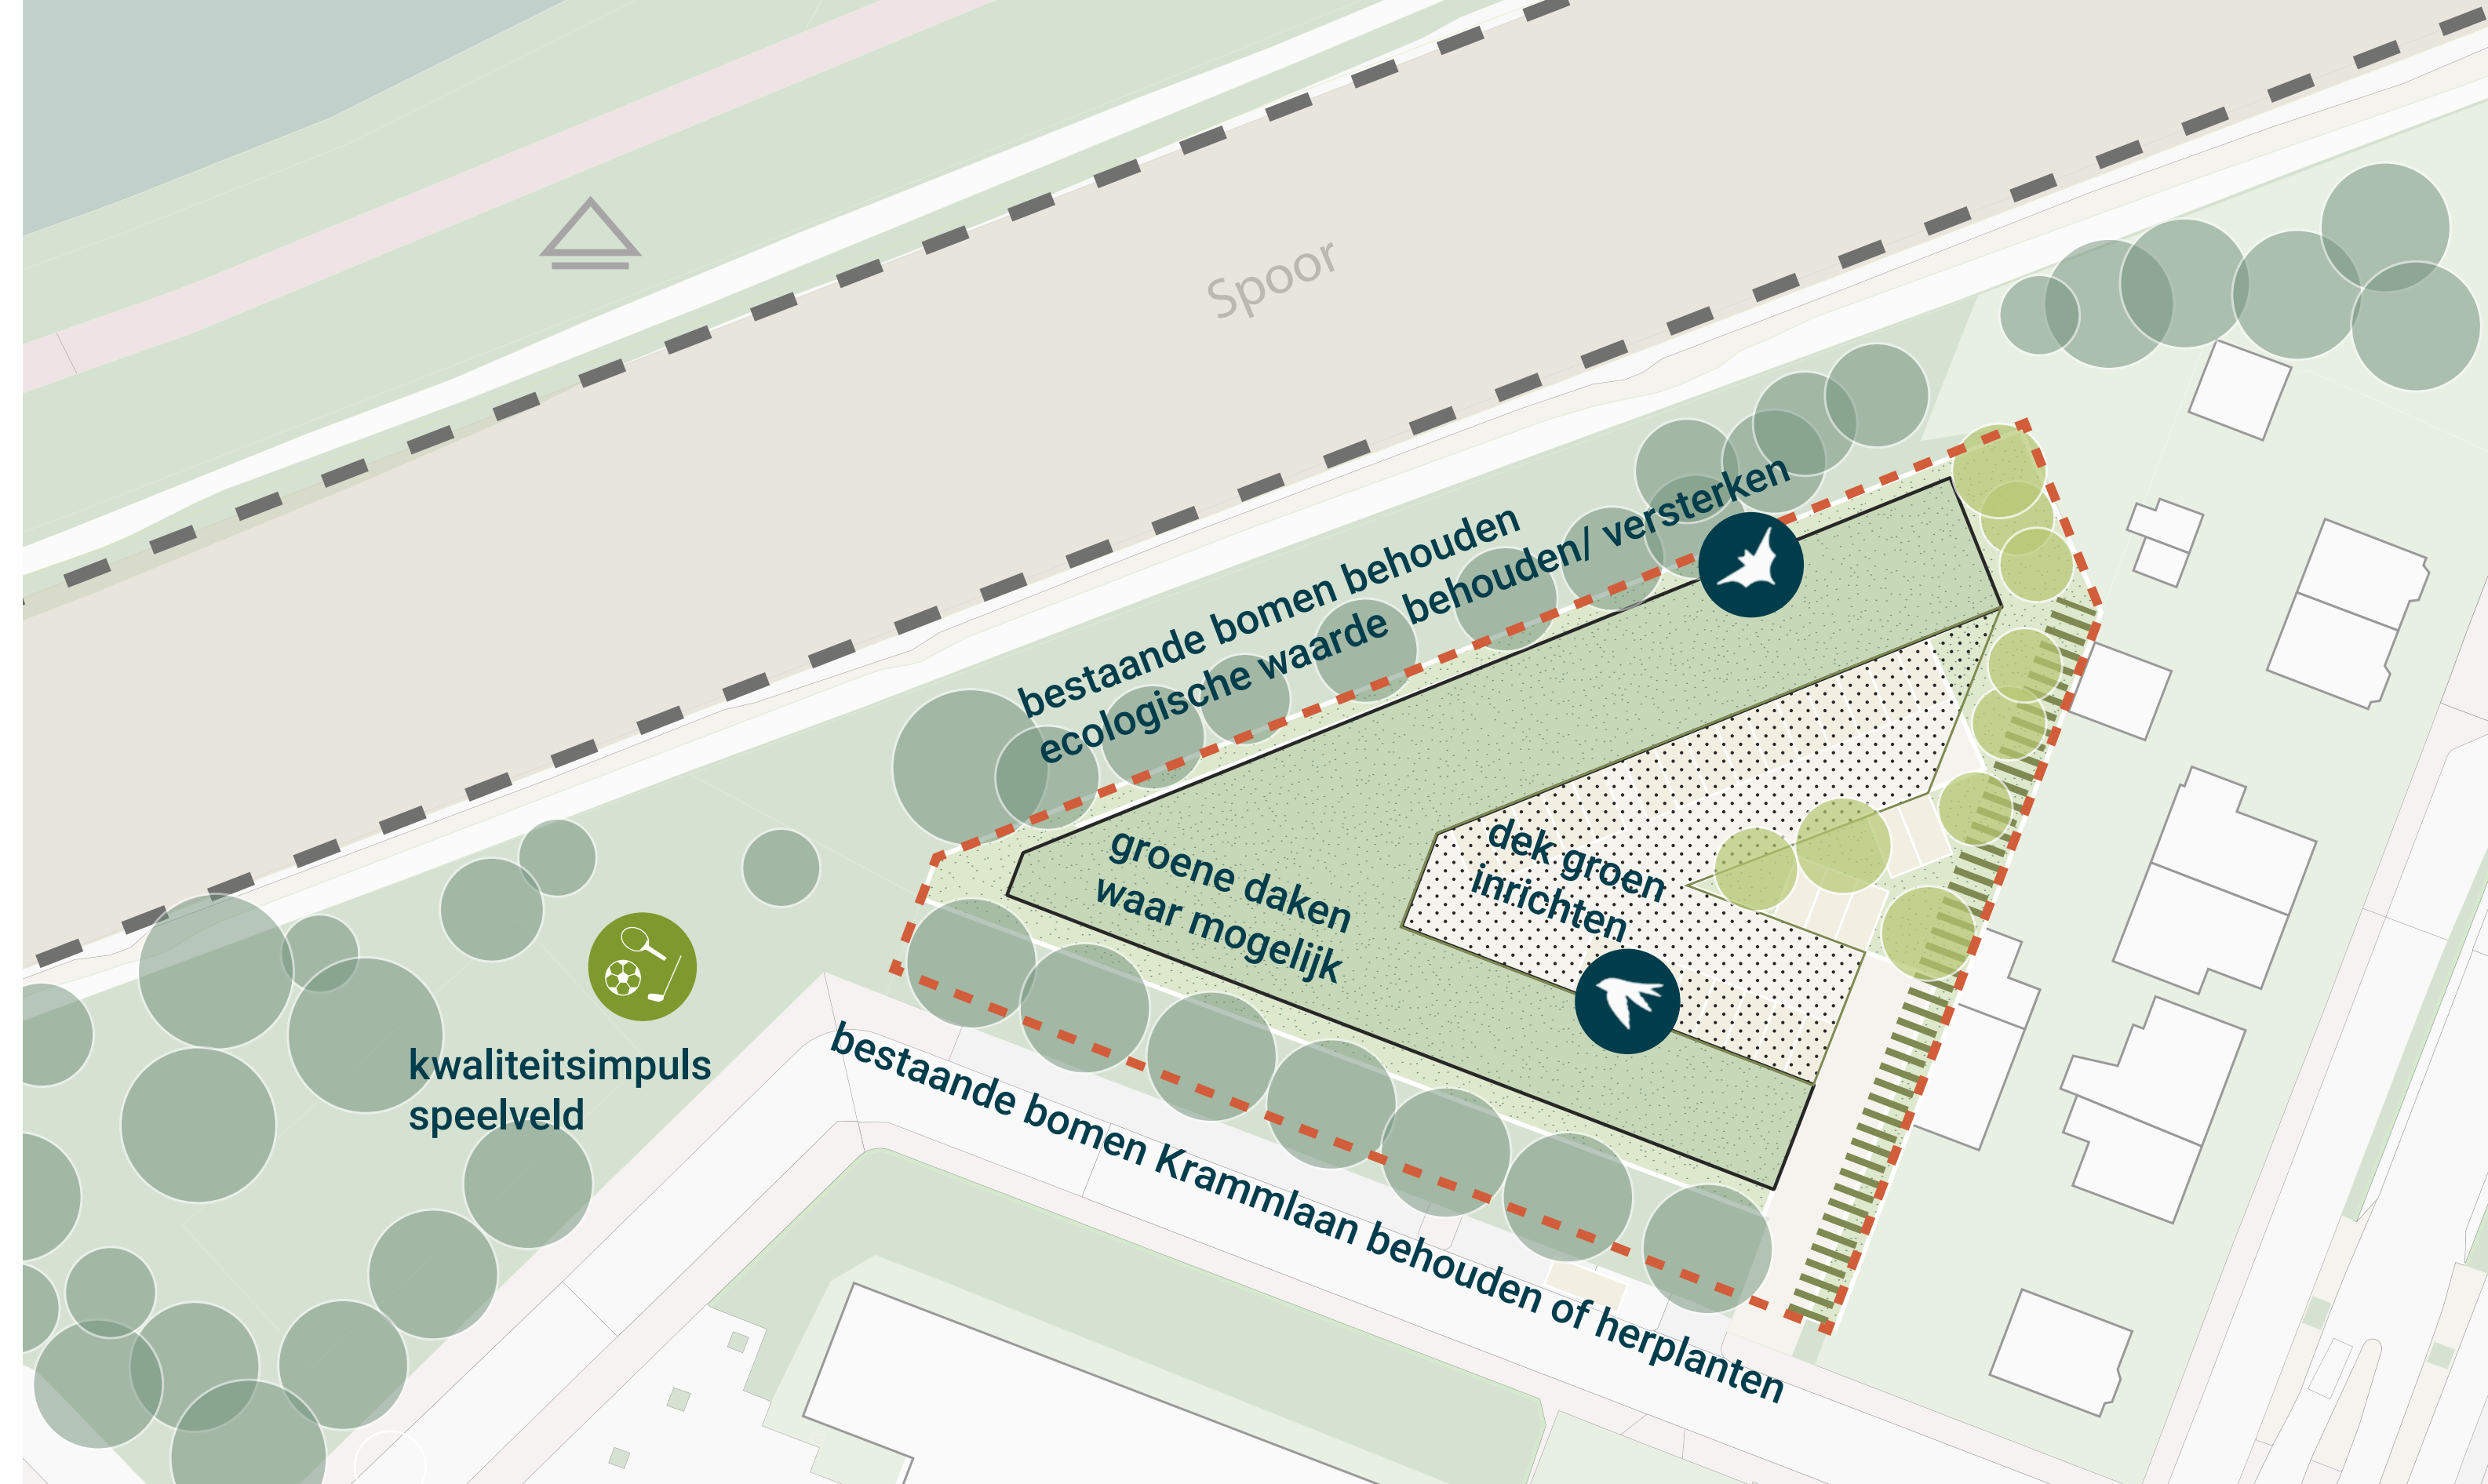 Spoor
bestaande bomen behouden
ecologische waarde behouden/ versterken
groene daken
waar mogelijk
dek groen
inrichten
kwaliteitsimpuls
speelveld
bestaande bomen Krammlaan behouden of herplanten